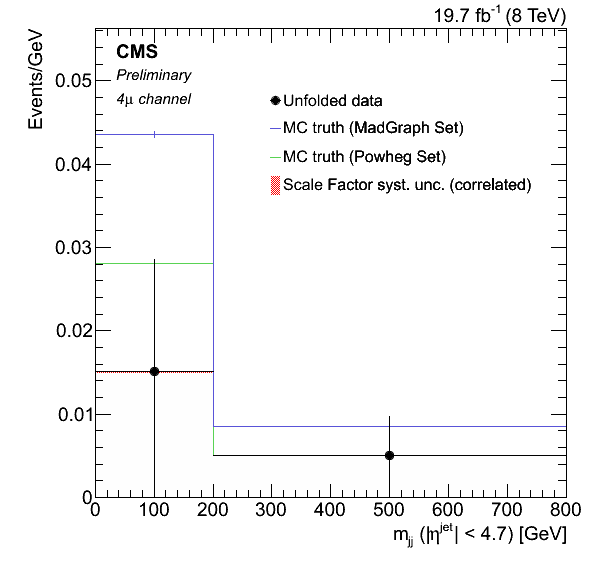 19.7 fb⁻¹ (8 TeV)
Events/GeV
CMS
Preliminary
4μ channel
Unfolded data
MC truth (MadGraph Set)
MC truth (Powheg Set)
Scale Factor syst. unc. (correlated)
0.05
0.04
0.03
0.02
0.01
0
0 100 200 300 400 500 600 700 800
m_jj (|η^jet| < 4.7) [GeV]